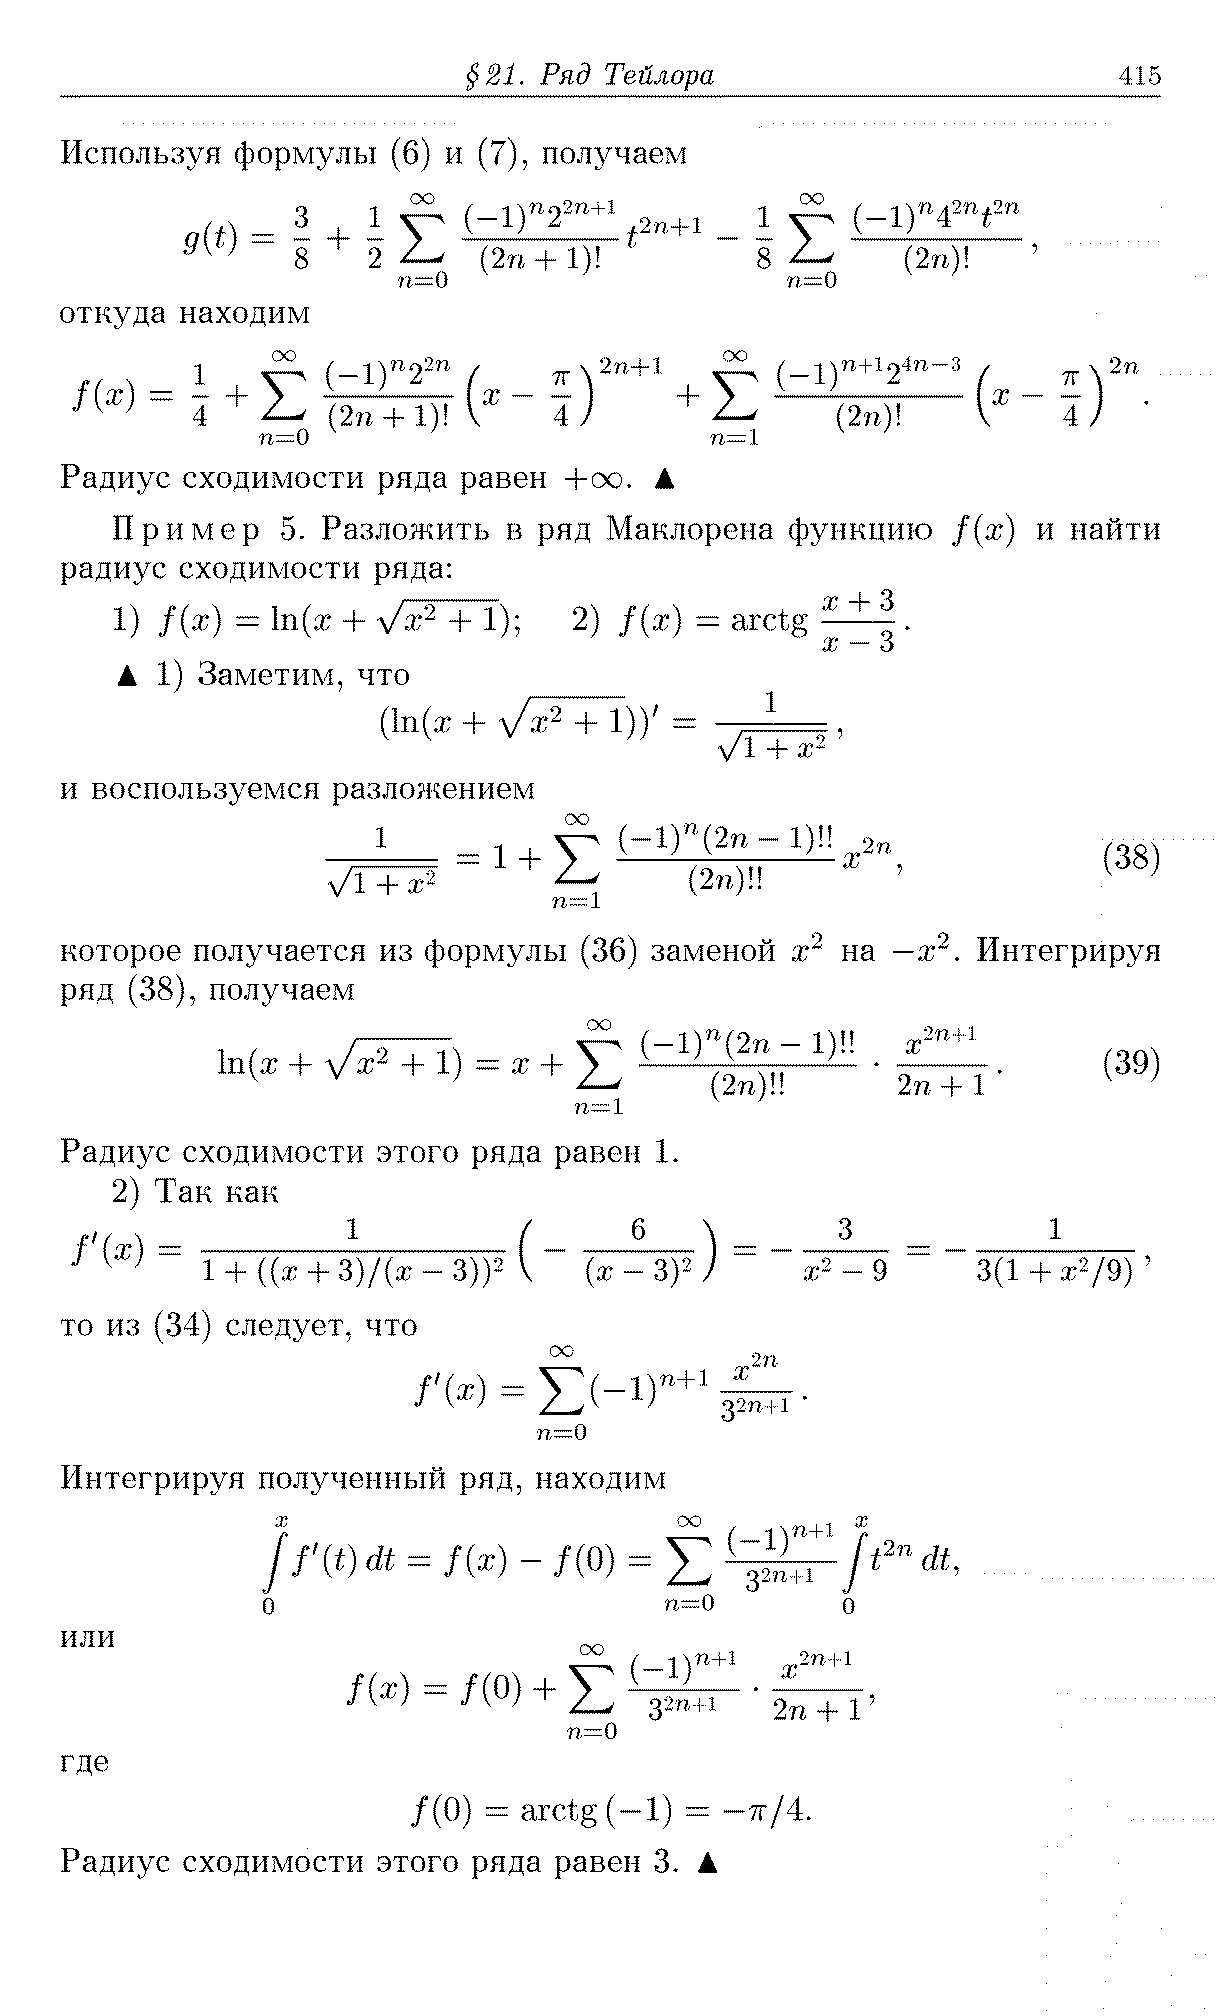 § 21. Ряд Тейлора 415
Используя формулы (6) и (7), получаем
g(t) = \frac{3}{8} + \frac{1}{2} \sum_{n=0}^{\infty} \frac{(-1)^n 2^{2n+1}}{(2n+1)!} t^{2n+1} - \frac{1}{8} \sum_{n=0}^{\infty} \frac{(-1)^n 4^{2n} t^{2n}}{(2n)!},
откуда находим
f(x) = \frac{1}{4} + \sum_{n=0}^{\infty} \frac{(-1)^n 2^{2n}}{(2n+1)!} \left(x - \frac{\pi}{4}\right)^{2n+1} + \sum_{n=1}^{\infty} \frac{(-1)^{n+1} 2^{4n-3}}{(2n)!} \left(x - \frac{\pi}{4}\right)^{2n}.
Радиус сходимости ряда равен +∞. ▲
Пример 5. Разложить в ряд Маклорена функцию f(x) и найти
радиус сходимости ряда:
1) f(x) = ln(x + \sqrt{x^2 + 1}); 2) f(x) = arctg \frac{x+3}{x-3}.
▲ 1) Заметим, что
(ln(x + \sqrt{x^2 + 1}))' = \frac{1}{\sqrt{1 + x^2}},
и воспользуемся разложением
\frac{1}{\sqrt{1 + x^2}} = 1 + \sum_{n=1}^{\infty} \frac{(-1)^n (2n-1)!!}{(2n)!!} x^{2n}, (38)
которое получается из формулы (36) заменой x^2 на −x^2. Интегрируя
ряд (38), получаем
ln(x + \sqrt{x^2 + 1}) = x + \sum_{n=1}^{\infty} \frac{(-1)^n (2n-1)!!}{(2n)!!} · \frac{x^{2n+1}}{2n+1}. (39)
Радиус сходимости этого ряда равен 1.
2) Так как
f'(x) = \frac{1}{1 + ((x+3)/(x-3))^2} \left(-\frac{6}{(x-3)^2}\right) = -\frac{3}{x^2 - 9} = -\frac{1}{3(1 + x^2/9)},
то из (34) следует, что
f'(x) = \sum_{n=0}^{\infty} (-1)^{n+1} \frac{x^{2n}}{3^{2n+1}}.
Интегрируя полученный ряд, находим
\int_0^x f'(t) dt = f(x) − f(0) = \sum_{n=0}^{\infty} \frac{(-1)^{n+1}}{3^{2n+1}} \int_0^x t^{2n} dt,
или
f(x) = f(0) + \sum_{n=0}^{\infty} \frac{(-1)^{n+1}}{3^{2n+1}} · \frac{x^{2n+1}}{2n+1},
где
f(0) = arctg (−1) = −π/4.
Радиус сходимости этого ряда равен 3. ▲